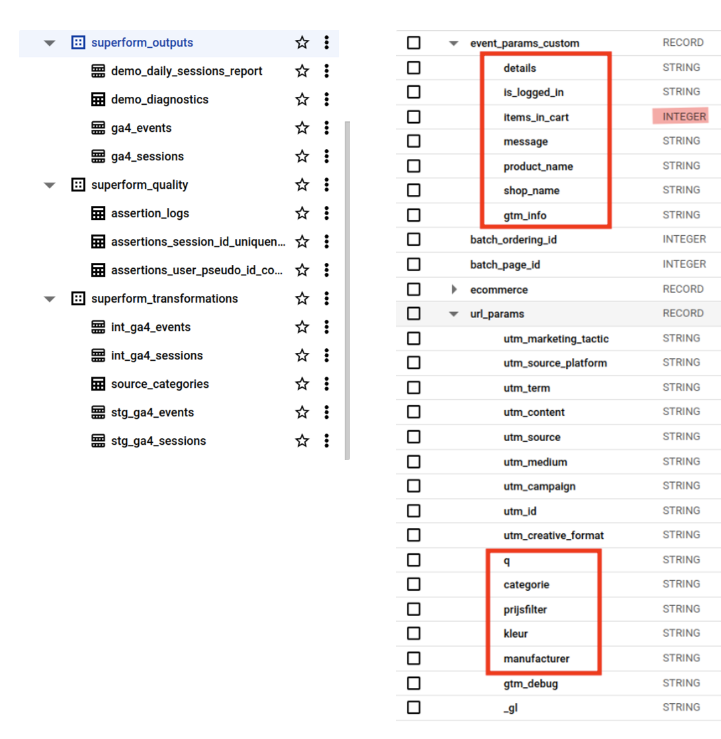 superform_outputs
demo_daily_sessions_report
demo_diagnostics
ga4_events
ga4_sessions
superform_quality
assertion_logs
assertions_session_id_uniquen...
assertions_user_pseudo_id_co...
superform_transformations
int_ga4_events
int_ga4_sessions
source_categories
stg_ga4_events
stg_ga4_sessions
event_params_custom RECORD
details STRING
is_logged_in STRING
items_in_cart INTEGER
message STRING
product_name STRING
shop_name STRING
gtm_info STRING
batch_ordering_id INTEGER
batch_page_id INTEGER
ecommerce RECORD
url_params RECORD
utm_marketing_tactic STRING
utm_source_platform STRING
utm_term STRING
utm_content STRING
utm_source STRING
utm_medium STRING
utm_campaign STRING
utm_id STRING
utm_creative_format STRING
q STRING
categorie STRING
prijsfilter STRING
kleur STRING
manufacturer STRING
gtm_debug STRING
_gl STRING